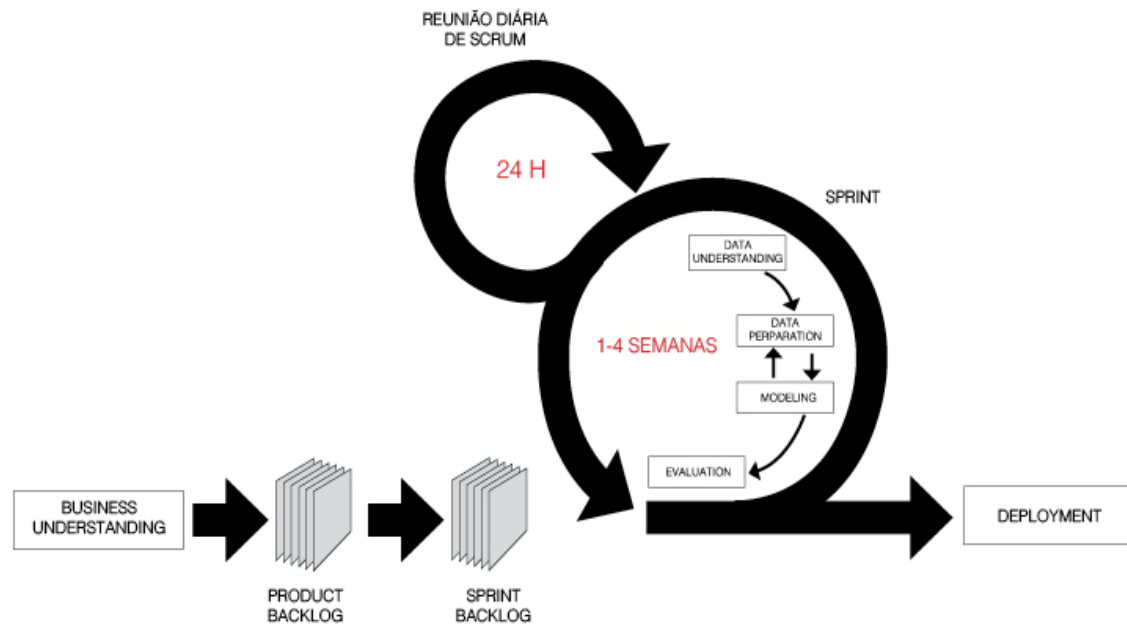 REUNIÃO DIÁRIA
DE SCRUM
24 H
SPRINT
DATA
UNDERSTANDING
1-4 SEMANAS
DATA
PERPARATION
MODELING
EVALUATION
BUSINESS
UNDERSTANDING
DEPLOYMENT
PRODUCT
BACKLOG
SPRINT
BACKLOG